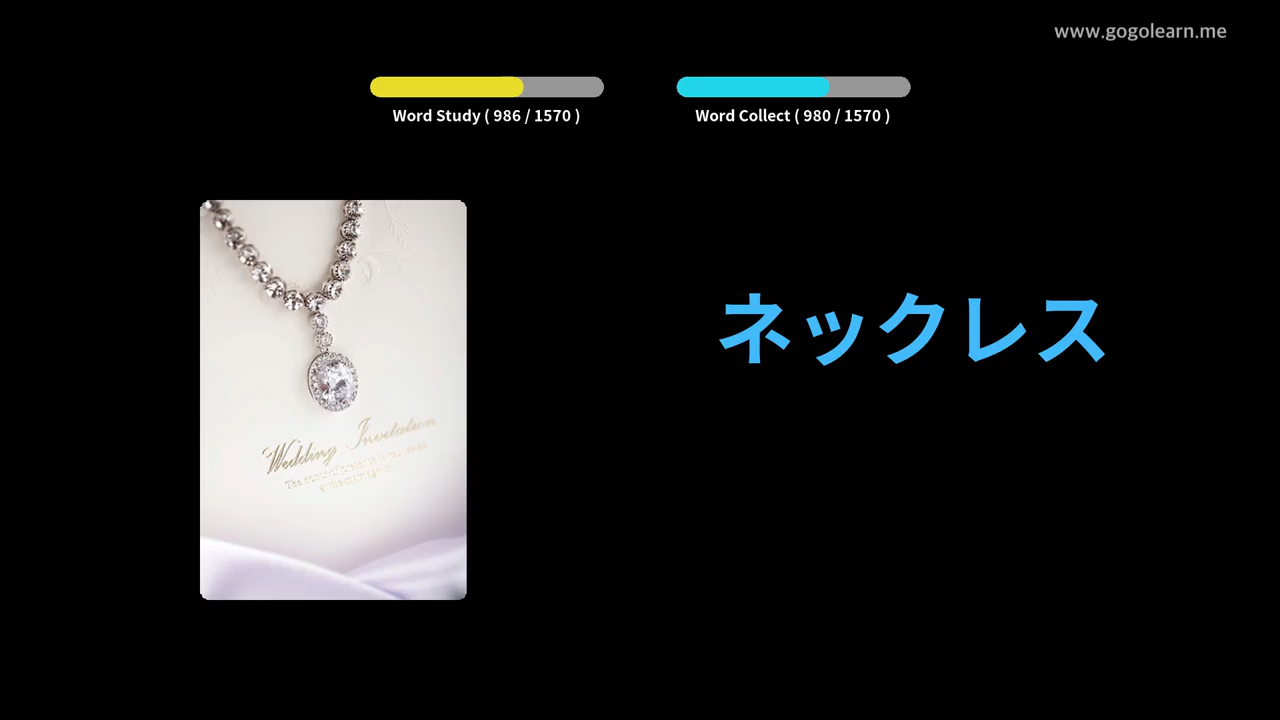 www.gogolearn.me
Word Study ( 986 / 1570 )
Word Collect ( 980 / 1570 )
ネックレス
Wedding Invitation